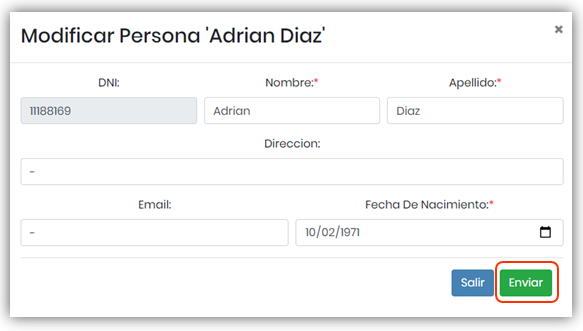 Modificar Persona 'Adrian Diaz'
×
DNI: Nombre:* Apellido:*
11188169 Adrian Diaz
Direccion:
-
Email: Fecha De Nacimiento:*
- 10/02/1971
Salir Enviar